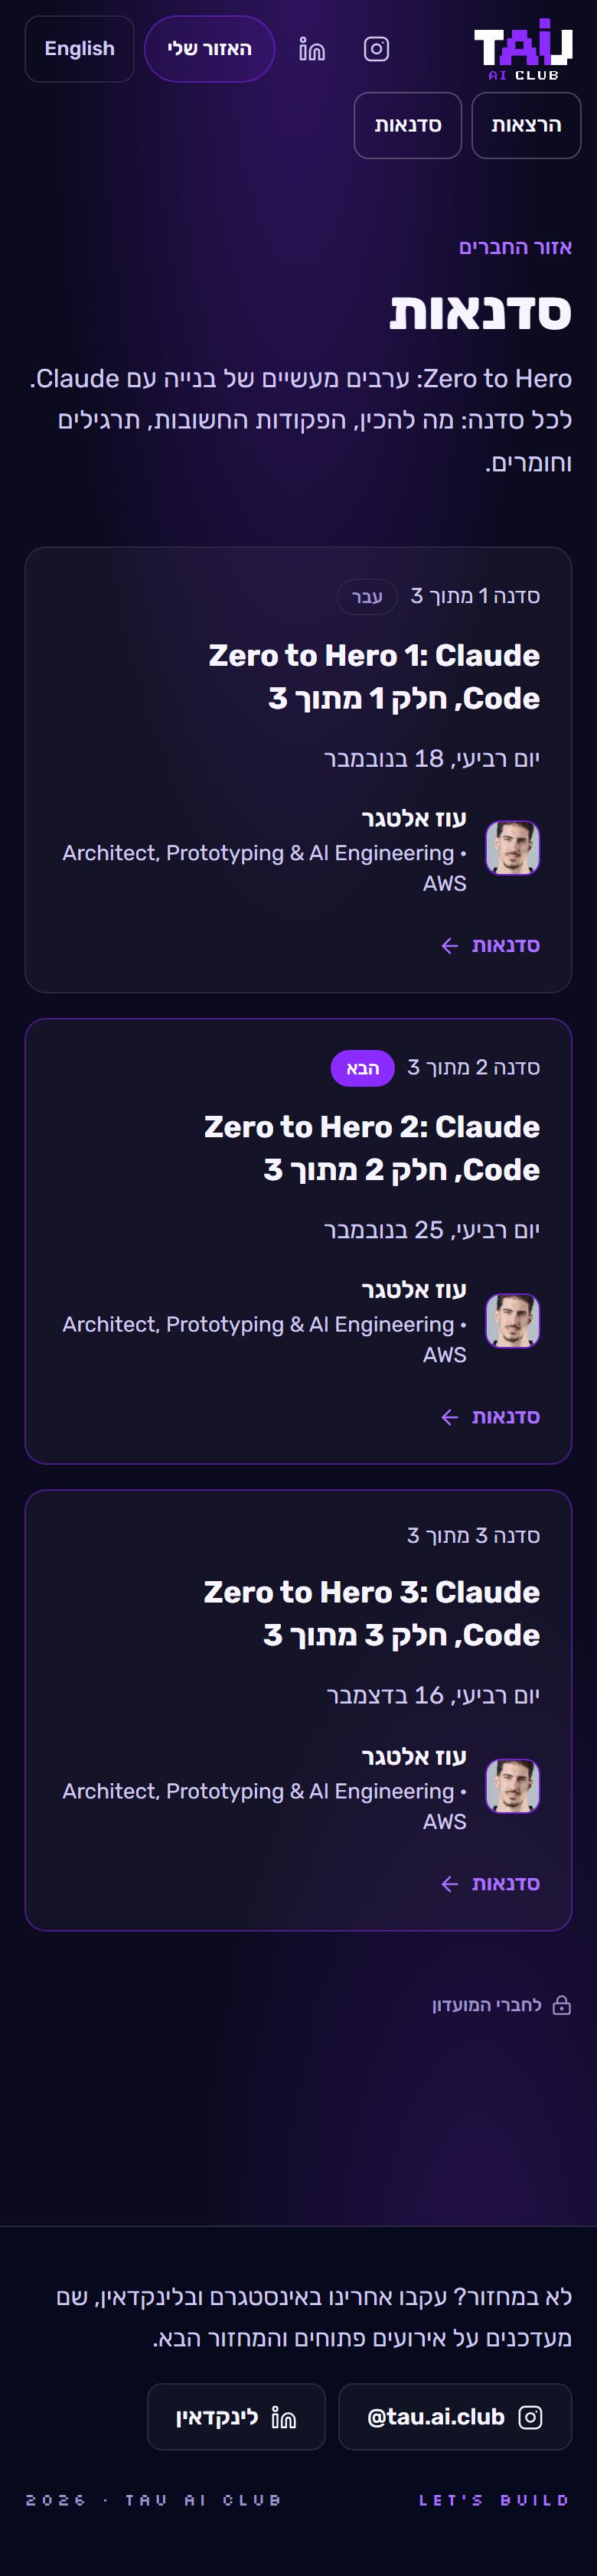 TAU
AI CLUB
האזור שלי
English
הרצאות
סדנאות
אזור החברים
סדנאות
Zero to Hero: ערבים מעשיים של בנייה עם Claude.
לכל סדנה: מה להכין, הפקודות החשובות, תרגילים
וחומרים.
סדנה 1 מתוך 3
עבר
Zero to Hero 1: Claude
Code, חלק 1 מתוך 3
יום רביעי, 18 בנובמבר
עוז אלטגר
Architect, Prototyping & AI Engineering •
AWS
סדנאות ←
סדנה 2 מתוך 3
הבא
Zero to Hero 2: Claude
Code, חלק 2 מתוך 3
יום רביעי, 25 בנובמבר
עוז אלטגר
Architect, Prototyping & AI Engineering •
AWS
סדנאות ←
סדנה 3 מתוך 3
Zero to Hero 3: Claude
Code, חלק 3 מתוך 3
יום רביעי, 16 בדצמבר
עוז אלטגר
Architect, Prototyping & AI Engineering •
AWS
סדנאות ←
לחברי המועדון
לא במחזור? עקבו אחרינו באינסטגרם ובלינקדאין, שם
מעדכנים על אירועים פתוחים והמחזור הבא.
@tau.ai.club
לינקדאין
LET'S BUILD
2026 · TAU AI CLUB